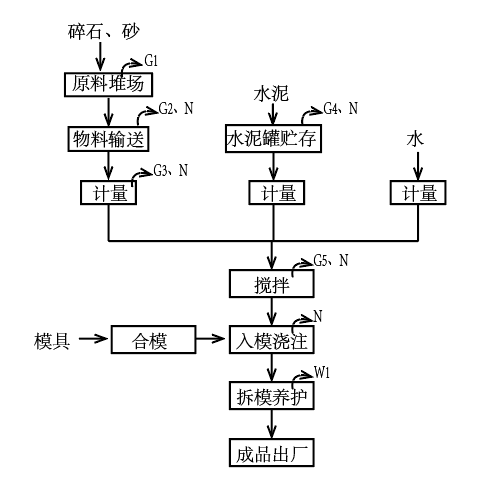 碎石、砂
G1
原料堆场
G2、N
物料输送
G3、N
计量
水泥
G4、N
水泥罐贮存
计量
水
计量
G5、N
搅拌
模具
合模
N
入模浇注
W1
拆模养护
成品出厂